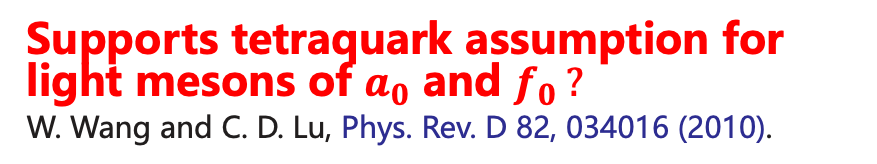 Supports tetraquark assumption for
light mesons of a₀ and f₀ ?
W. Wang and C. D. Lu, Phys. Rev. D 82, 034016 (2010).